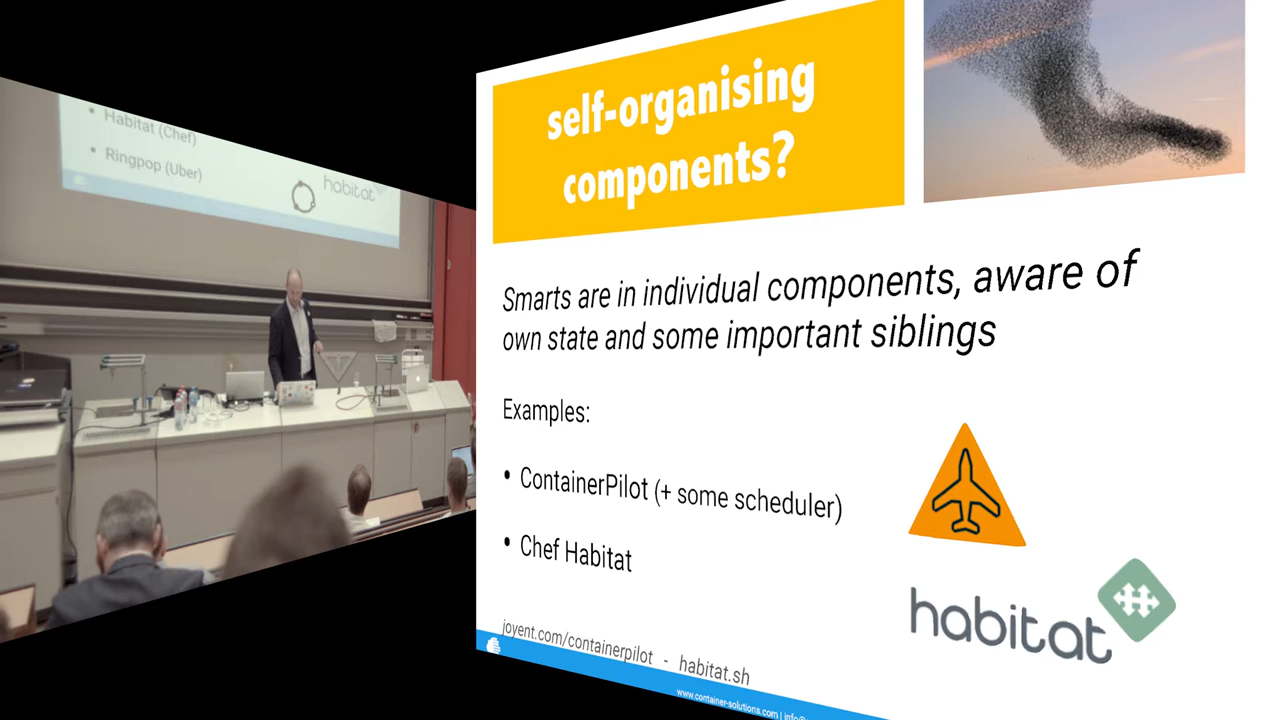 • Habitat (Chef)
• Ringpop (Uber)
habitat
self-organising
components?
Smarts are in individual components, aware of
own state and some important siblings
Examples:
• ContainerPilot (+ some scheduler)
• Chef Habitat
habitat
joyent.com/containerpilot - habitat.sh
www.container-solutions.com | info@